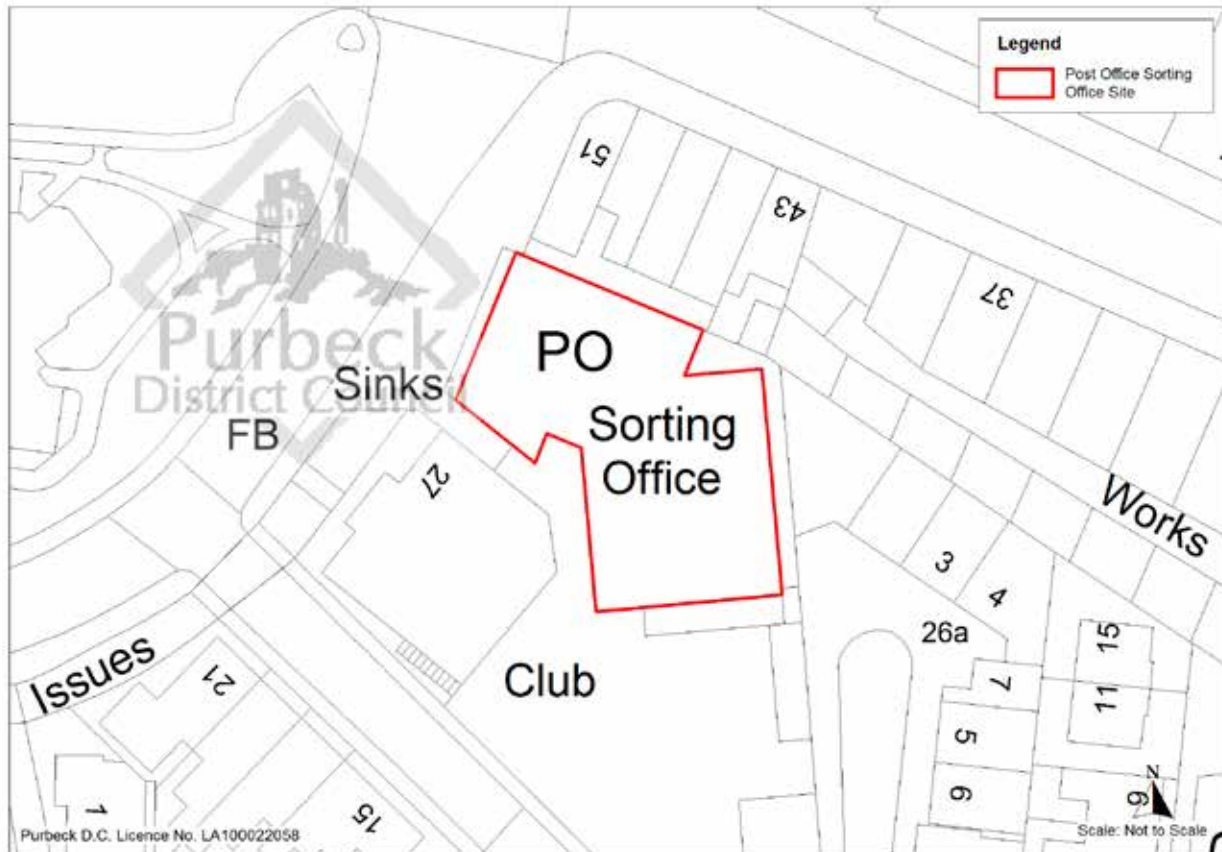 Legend
Post Office Sorting
Office Site
51
43
37
PO
Purbeck
District Council
Sinks
FB
Sorting
Office
27
Works
3
4
26a
15
7
11
Issues
21
Club
5
6
1
15
N
9
Purbeck D.C. Licence No. LA100022058
Scale: Not to Scale